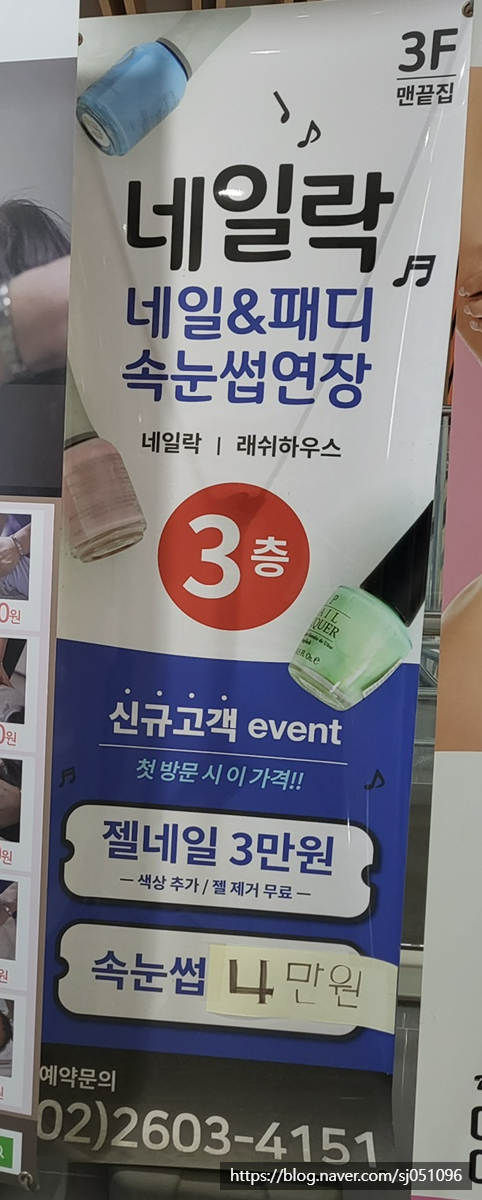 3F
맨끝집
네일락
네일&패디
속눈썹연장
네일락 | 래쉬하우스
3층
신규고객 event
첫 방문 시 이 가격!!
젤네일 3만원
— 색상 추가 / 젤 제거 무료 —
속눈썹 4만원
예약문의
02)2603-4151
https://blog.naver.com/sj051096